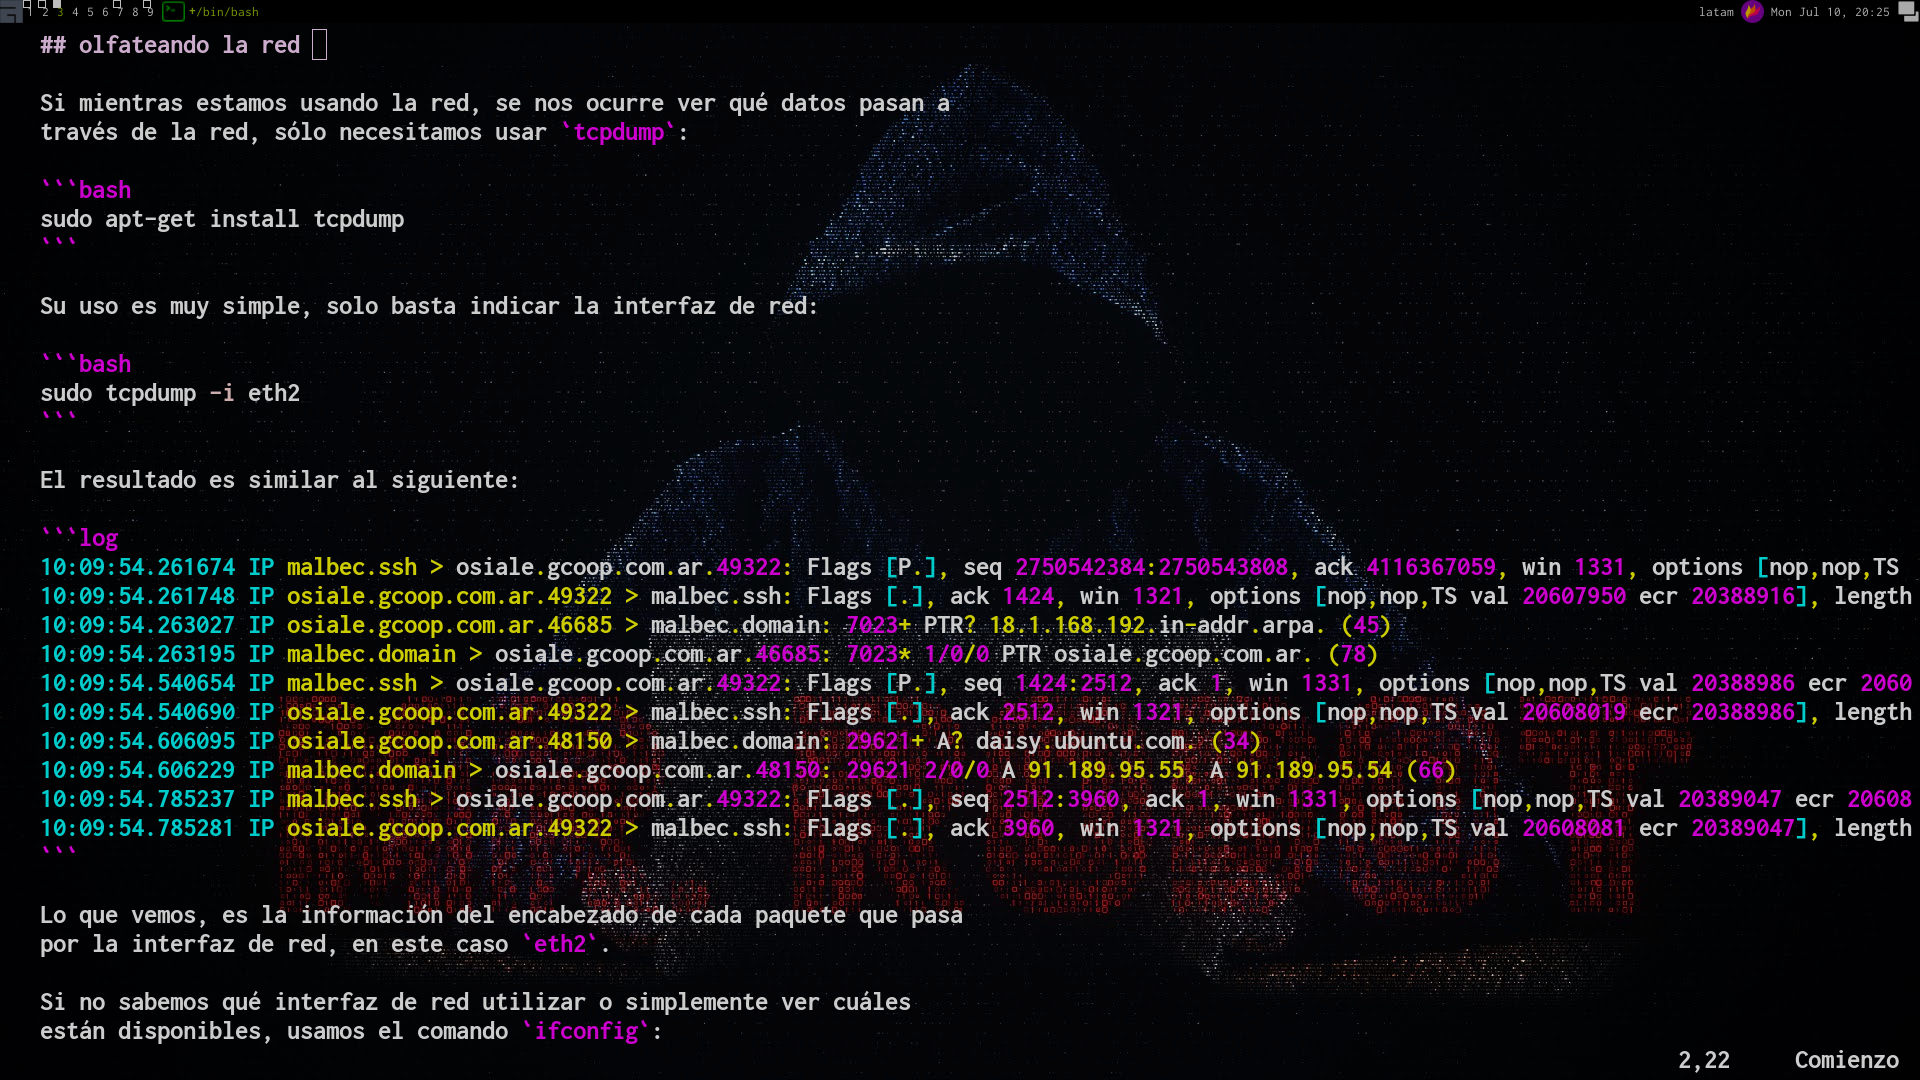 1 2 3 4 5 6 7 8 9 +/bin/bash latam Mon Jul 10, 20:25
## olfateando la red
Si mientras estamos usando la red, se nos ocurre ver qué datos pasan a
través de la red, sólo necesitamos usar `tcpdump`:
```bash
sudo apt-get install tcpdump
```
Su uso es muy simple, solo basta indicar la interfaz de red:
```bash
sudo tcpdump -i eth2
```
El resultado es similar al siguiente:
```log
10:09:54.261674 IP malbec.ssh > osiale.gcoop.com.ar.49322: Flags [P.], seq 2750542384:2750543808, ack 4116367059, win 1331, options [nop,nop,TS
10:09:54.261748 IP osiale.gcoop.com.ar.49322 > malbec.ssh: Flags [.], ack 1424, win 1321, options [nop,nop,TS val 20607950 ecr 20388916], length
10:09:54.263027 IP osiale.gcoop.com.ar.46685 > malbec.domain: 7023+ PTR? 18.1.168.192.in-addr.arpa. (45)
10:09:54.263195 IP malbec.domain > osiale.gcoop.com.ar.46685: 7023* 1/0/0 PTR osiale.gcoop.com.ar. (78)
10:09:54.540654 IP malbec.ssh > osiale.gcoop.com.ar.49322: Flags [P.], seq 1424:2512, ack 1, win 1331, options [nop,nop,TS val 20388986 ecr 2060
10:09:54.540690 IP osiale.gcoop.com.ar.49322 > malbec.ssh: Flags [.], ack 2512, win 1321, options [nop,nop,TS val 20608019 ecr 20388986], length
10:09:54.606095 IP osiale.gcoop.com.ar.48150 > malbec.domain: 29621+ A? daisy.ubuntu.com. (34)
10:09:54.606229 IP malbec.domain > osiale.gcoop.com.ar.48150: 29621 2/0/0 A 91.189.95.55, A 91.189.95.54 (66)
10:09:54.785237 IP malbec.ssh > osiale.gcoop.com.ar.49322: Flags [.], seq 2512:3960, ack 1, win 1331, options [nop,nop,TS val 20389047 ecr 20608
10:09:54.785281 IP osiale.gcoop.com.ar.49322 > malbec.ssh: Flags [.], ack 3960, win 1321, options [nop,nop,TS val 20608081 ecr 20389047], length
```
Lo que vemos, es la información del encabezado de cada paquete que pasa
por la interfaz de red, en este caso `eth2`.
Si no sabemos qué interfaz de red utilizar o simplemente ver cuáles
están disponibles, usamos el comando `ifconfig`:
2,22 Comienzo